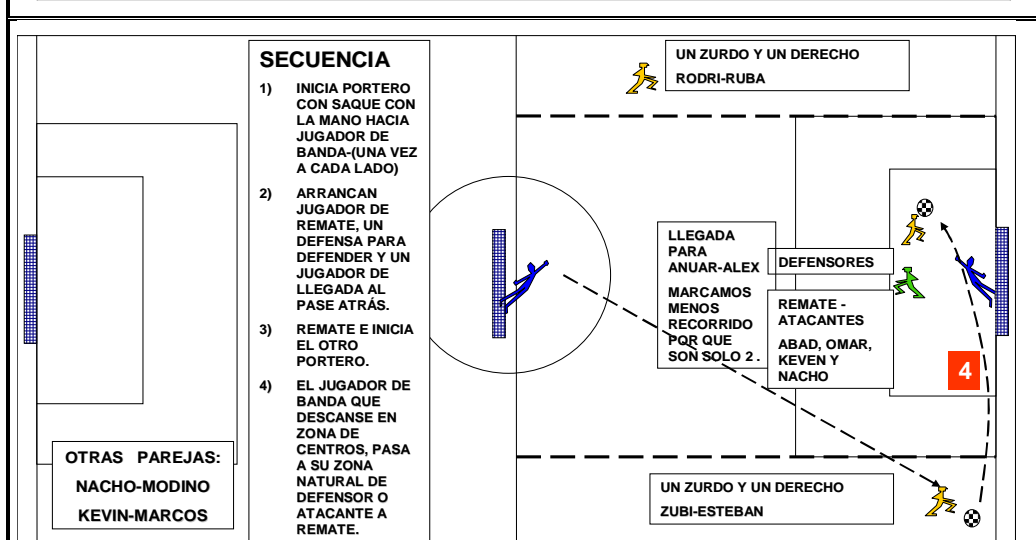 SECUENCIA
1) INICIA PORTERO
CON SAQUE CON
LA MANO HACIA
JUGADOR DE
BANDA-(UNA VEZ
A CADA LADO)
2) ARRANCAN
JUGADOR DE
REMATE, UN
DEFENSA PARA
DEFENDER Y UN
JUGADOR DE
LLEGADA AL
PASE ATRÁS.
3) REMATE E INICIA
EL OTRO
PORTERO.
4) EL JUGADOR DE
BANDA QUE
DESCANSE EN
ZONA DE
CENTROS, PASA
A SU ZONA
NATURAL DE
DEFENSOR O
ATACANTE A
REMATE.
OTRAS PAREJAS:
NACHO-MODINO
KEVIN-MARCOS
UN ZURDO Y UN DERECHO
RODRI-RUBA
LLEGADA
PARA
ANUAR-ALEX
MARCAMOS
MENOS
RECORRIDO
POR QUE
SON SOLO 2 .
DEFENSORES
REMATE -
ATACANTES
ABAD, OMAR,
KEVEN Y
NACHO
4
UN ZURDO Y UN DERECHO
ZUBI-ESTEBAN